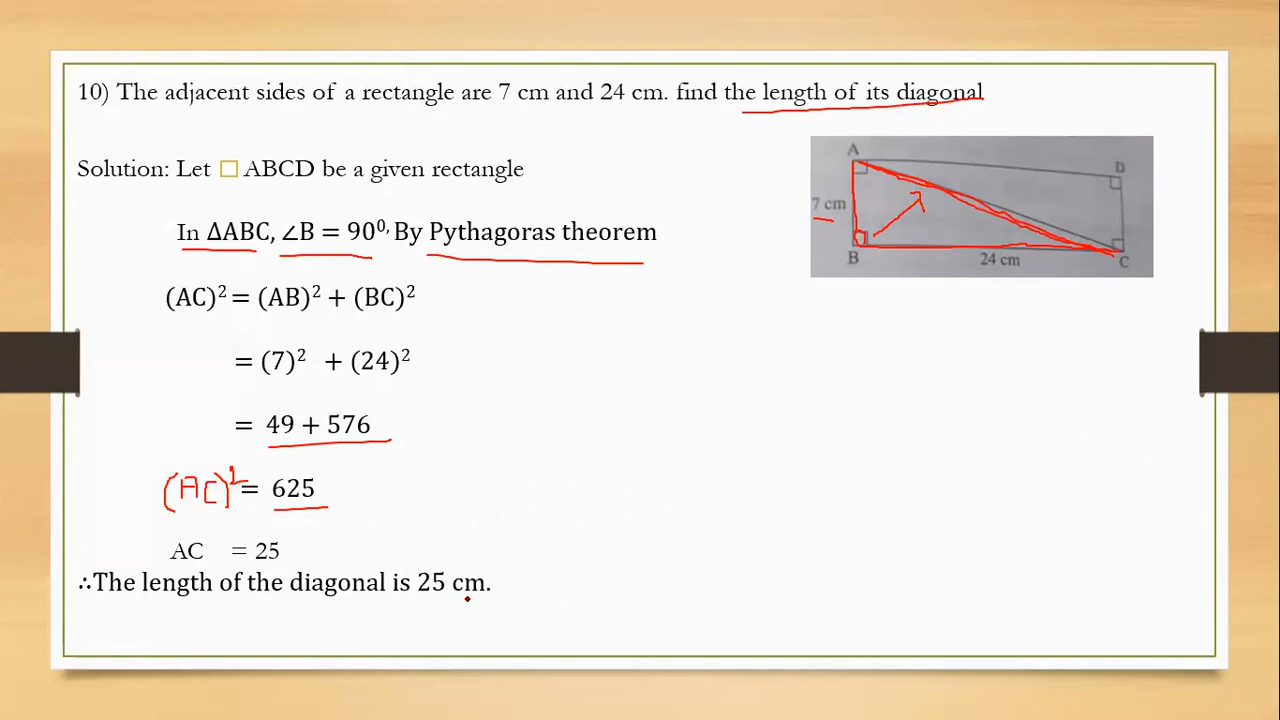 10) The adjacent sides of a rectangle are 7 cm and 24 cm. find the length of its diagonal
Solution: Let □ ABCD be a given rectangle
In ΔABC, ∠B = 90⁰, By Pythagoras theorem
(AC)² = (AB)² + (BC)²
= (7)² + (24)²
= 49 + 576
(AC)² = 625
AC = 25
∴The length of the diagonal is 25 cm.
A
D
7 cm
B
24 cm
C